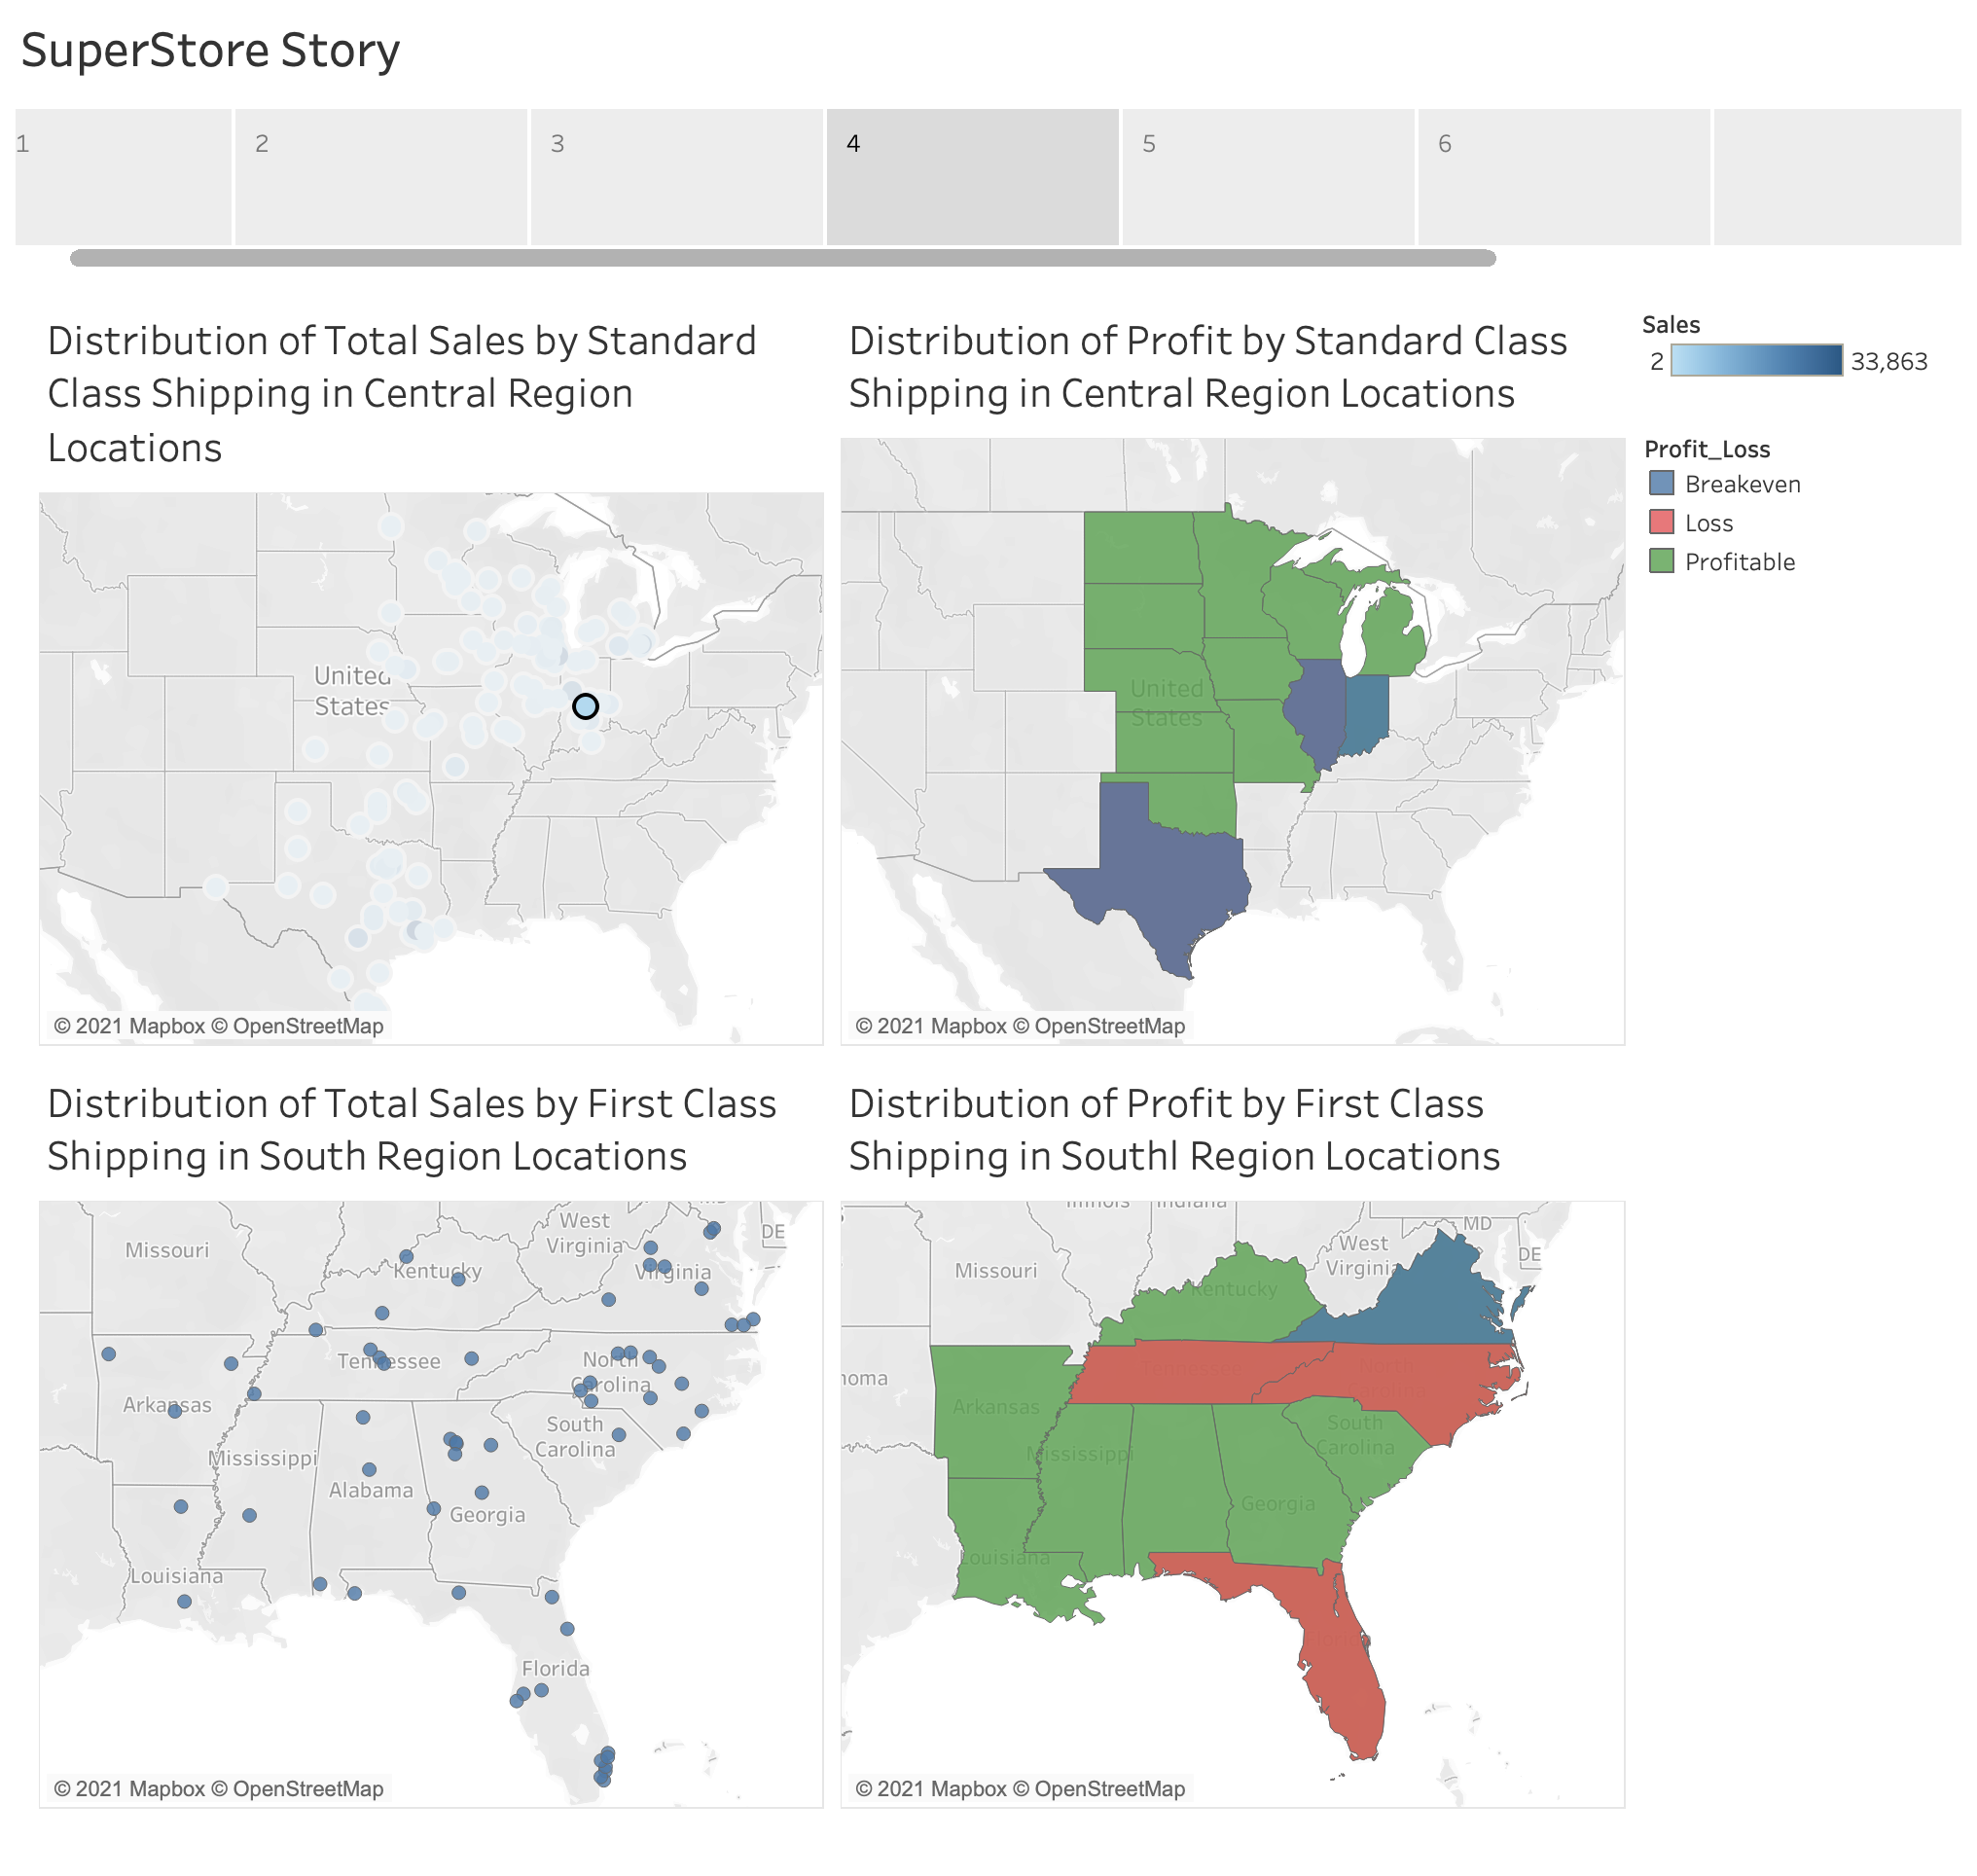 SuperStore Story
1
2
3
4
5
6
Distribution of Total Sales by Standard
Class Shipping in Central Region
Locations
United
States
© 2021 Mapbox © OpenStreetMap
Distribution of Profit by Standard Class
Shipping in Central Region Locations
United
States
© 2021 Mapbox © OpenStreetMap
Sales
2
33,863
Profit_Loss
Breakeven
Loss
Profitable
Distribution of Total Sales by First Class
Shipping in South Region Locations
West
Virginia
DE
Missouri
Kentucky
Virginia
Tennessee
North
Carolina
Arkansas
South
Carolina
Mississippi
Alabama
Georgia
Louisiana
Florida
© 2021 Mapbox © OpenStreetMap
Distribution of Profit by First Class
Shipping in Southl Region Locations
Illinois
Indiana
MD
West
Virginia
DE
Missouri
Kentucky
Tennessee
oma
Arkansas
South
Carolina
Mississippi
Georgia
Louisiana
© 2021 Mapbox © OpenStreetMap